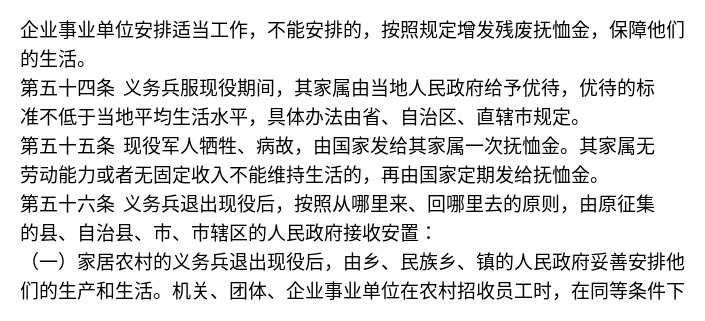 企业事业单位安排适当工作，不能安排的，按照规定增发残废抚恤金，保障他们
的生活。
第五十四条 义务兵服现役期间，其家属由当地人民政府给予优待，优待的标
准不低于当地平均生活水平，具体办法由省、自治区、直辖市规定。
第五十五条 现役军人牺牲、病故，由国家发给其家属一次抚恤金。其家属无
劳动能力或者无固定收入不能维持生活的，再由国家定期发给抚恤金。
第五十六条 义务兵退出现役后，按照从哪里来、回哪里去的原则，由原征集
的县、自治县、市、市辖区的人民政府接收安置：
（一）家居农村的义务兵退出现役后，由乡、民族乡、镇的人民政府妥善安排他
们的生产和生活。机关、团体、企业事业单位在农村招收员工时，在同等条件下